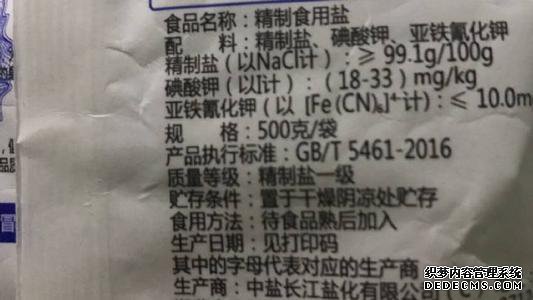 食品名称：精制食用盐
配　　料：精制盐、碘酸钾、亚铁氰化钾
精制盐（以NaCl计）：≥ 99.1g/100g
碘酸钾（以I计）：(18-33) mg/kg
亚铁氰化钾（以 [Fe(CN)₆]⁴⁻计）：≤ 10.0m
规　　格：500克/袋
产品执行标准：GB/T 5461-2016
质量等级：精制盐一级
贮存条件：置于干燥阴凉处贮存
食用方法：待食品熟后加入
生产日期：见打印码
其中的字母代表对应的生产商
生产商：中盐长江盐化有限公
织梦内容管理系统
DEDECMS.COM